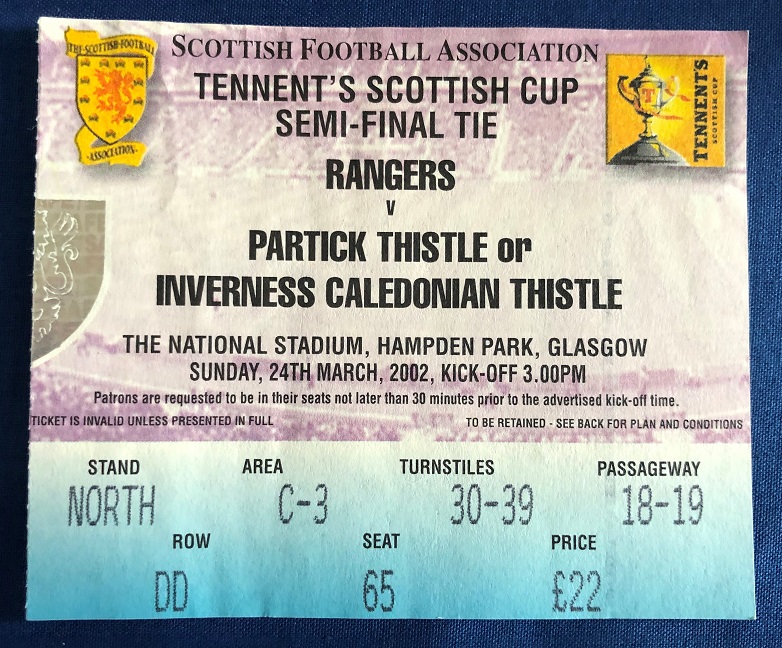 THE SCOTTISH FOOTBALL
ASSOCIATION
SCOTTISH FOOTBALL ASSOCIATION
TENNENT'S SCOTTISH CUP
SEMI-FINAL TIE
T
TENNENT'S
SCOTTISH CUP
RANGERS
V
PARTICK THISTLE or
INVERNESS CALEDONIAN THISTLE
THE NATIONAL STADIUM, HAMPDEN PARK, GLASGOW
SUNDAY, 24TH MARCH, 2002, KICK-OFF 3.00PM
Patrons are requested to be in their seats not later than 30 minutes prior to the advertised kick-off time.
TICKET IS INVALID UNLESS PRESENTED IN FULL TO BE RETAINED - SEE BACK FOR PLAN AND CONDITIONS
STAND AREA TURNSTILES PASSAGEWAY
NORTH C-3 30-39 18-19
ROW SEAT PRICE
DD 65 £22